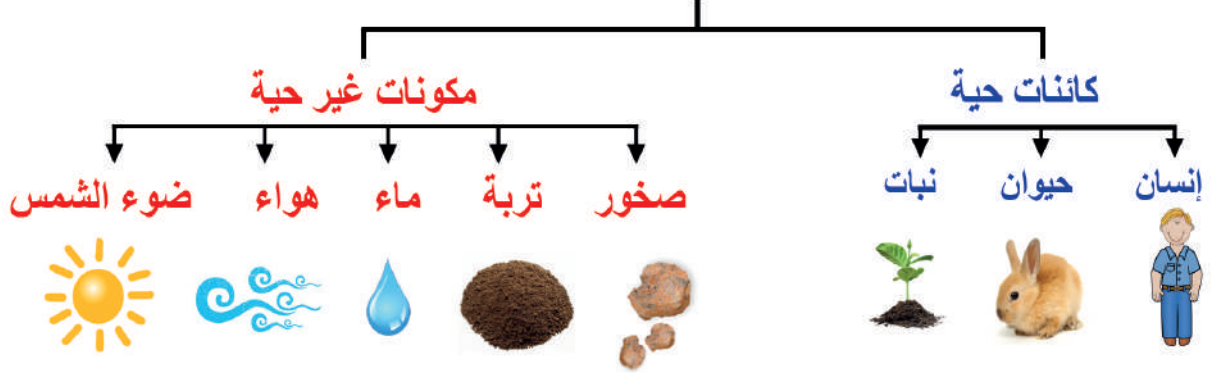 كائنات حية
مكونات غير حية
إنسان
حيوان
نبات
صخور
تربة
ماء
هواء
ضوء الشمس